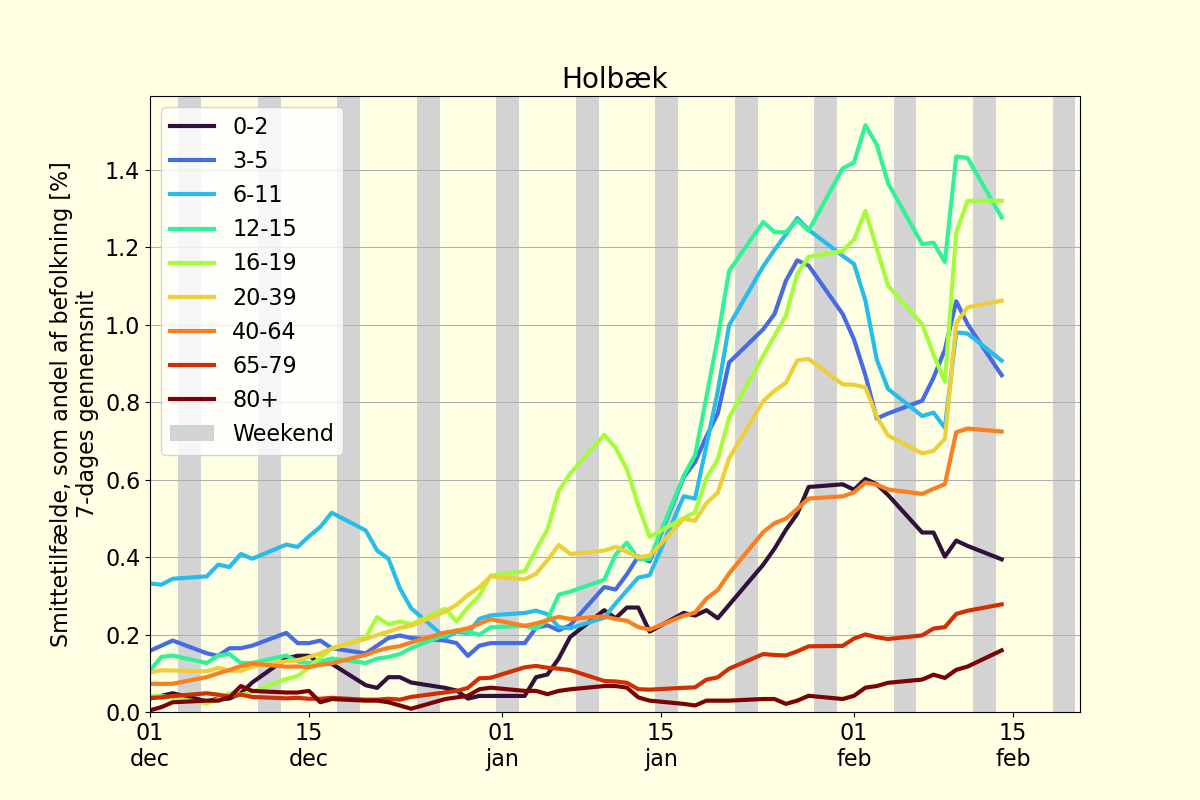 Holbæk
0-2
3-5
6-11
12-15
16-19
20-39
40-64
65-79
80+
Weekend
Smittetilfælde, som andel af befolkning [%]
7-dages gennemsnit
1.4
1.2
1.0
0.8
0.6
0.4
0.2
0.0
01 15 01 15 01 15
dec dec jan jan feb feb